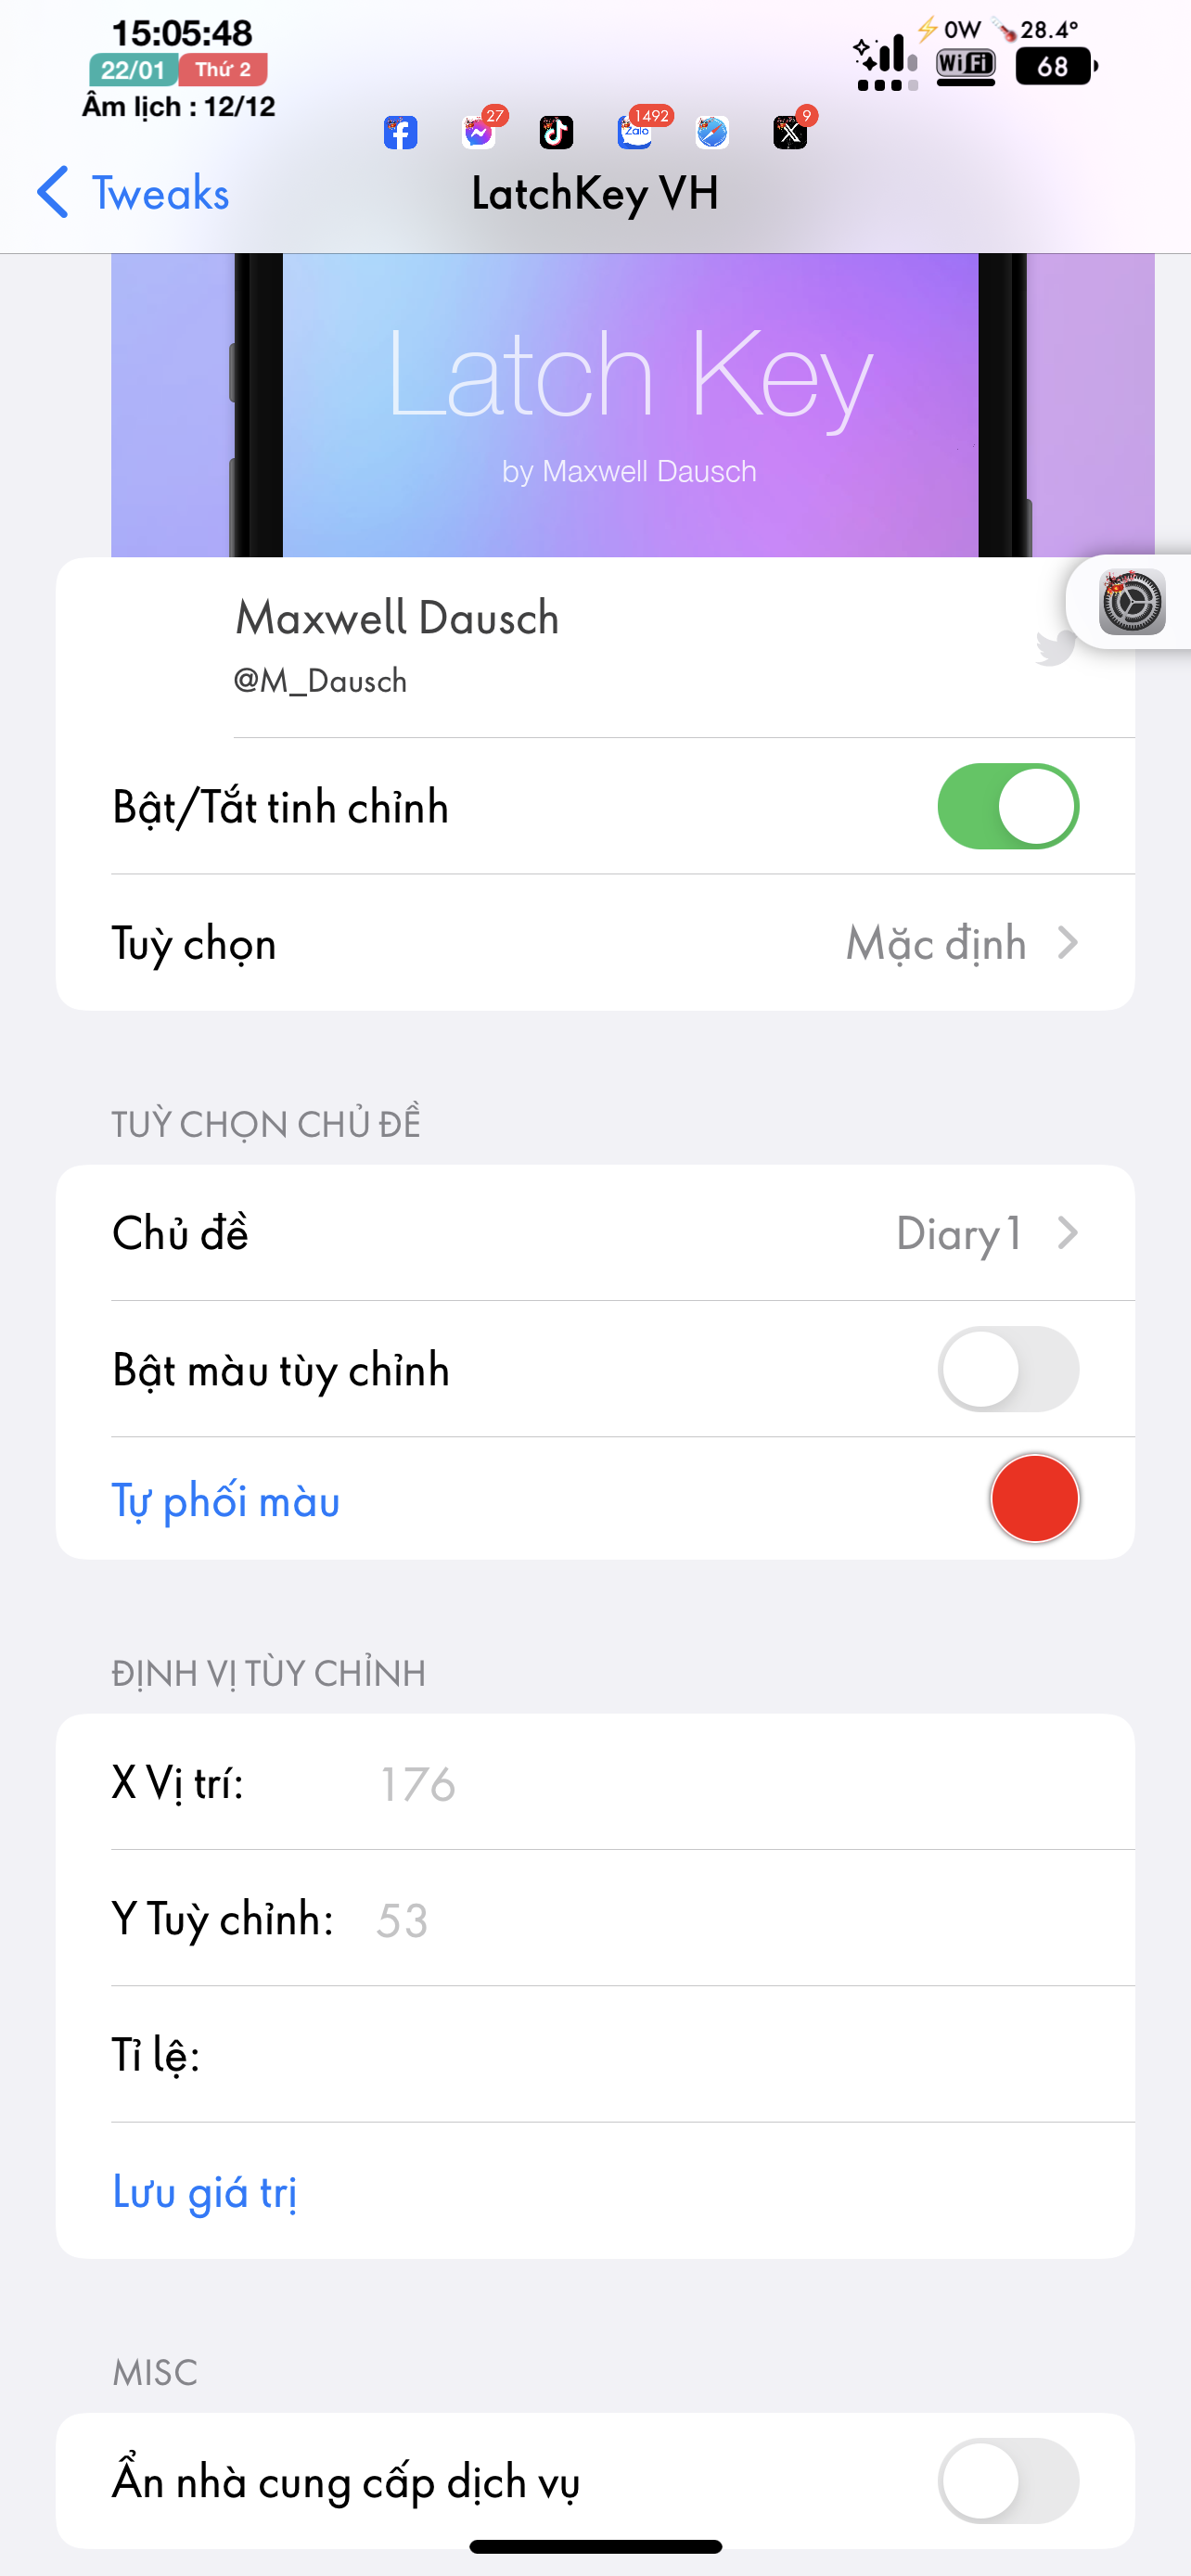 15:05:48
22/01 Thứ 2
Âm lịch : 12/12
0W 28.4°
WiFi 68
27 1492 9
Zalo
Tweaks LatchKey VH
Latch Key
by Maxwell Dausch
Maxwell Dausch
@M_Dausch
Bật/Tắt tinh chỉnh
Tuỳ chọn Mặc định
TUỲ CHỌN CHỦ ĐỀ
Chủ đề Diary1
Bật màu tùy chỉnh
Tự phối màu
ĐỊNH VỊ TÙY CHỈNH
X Vị trí: 176
Y Tuỳ chỉnh: 53
Tỉ lệ:
Lưu giá trị
MISC
Ẩn nhà cung cấp dịch vụ